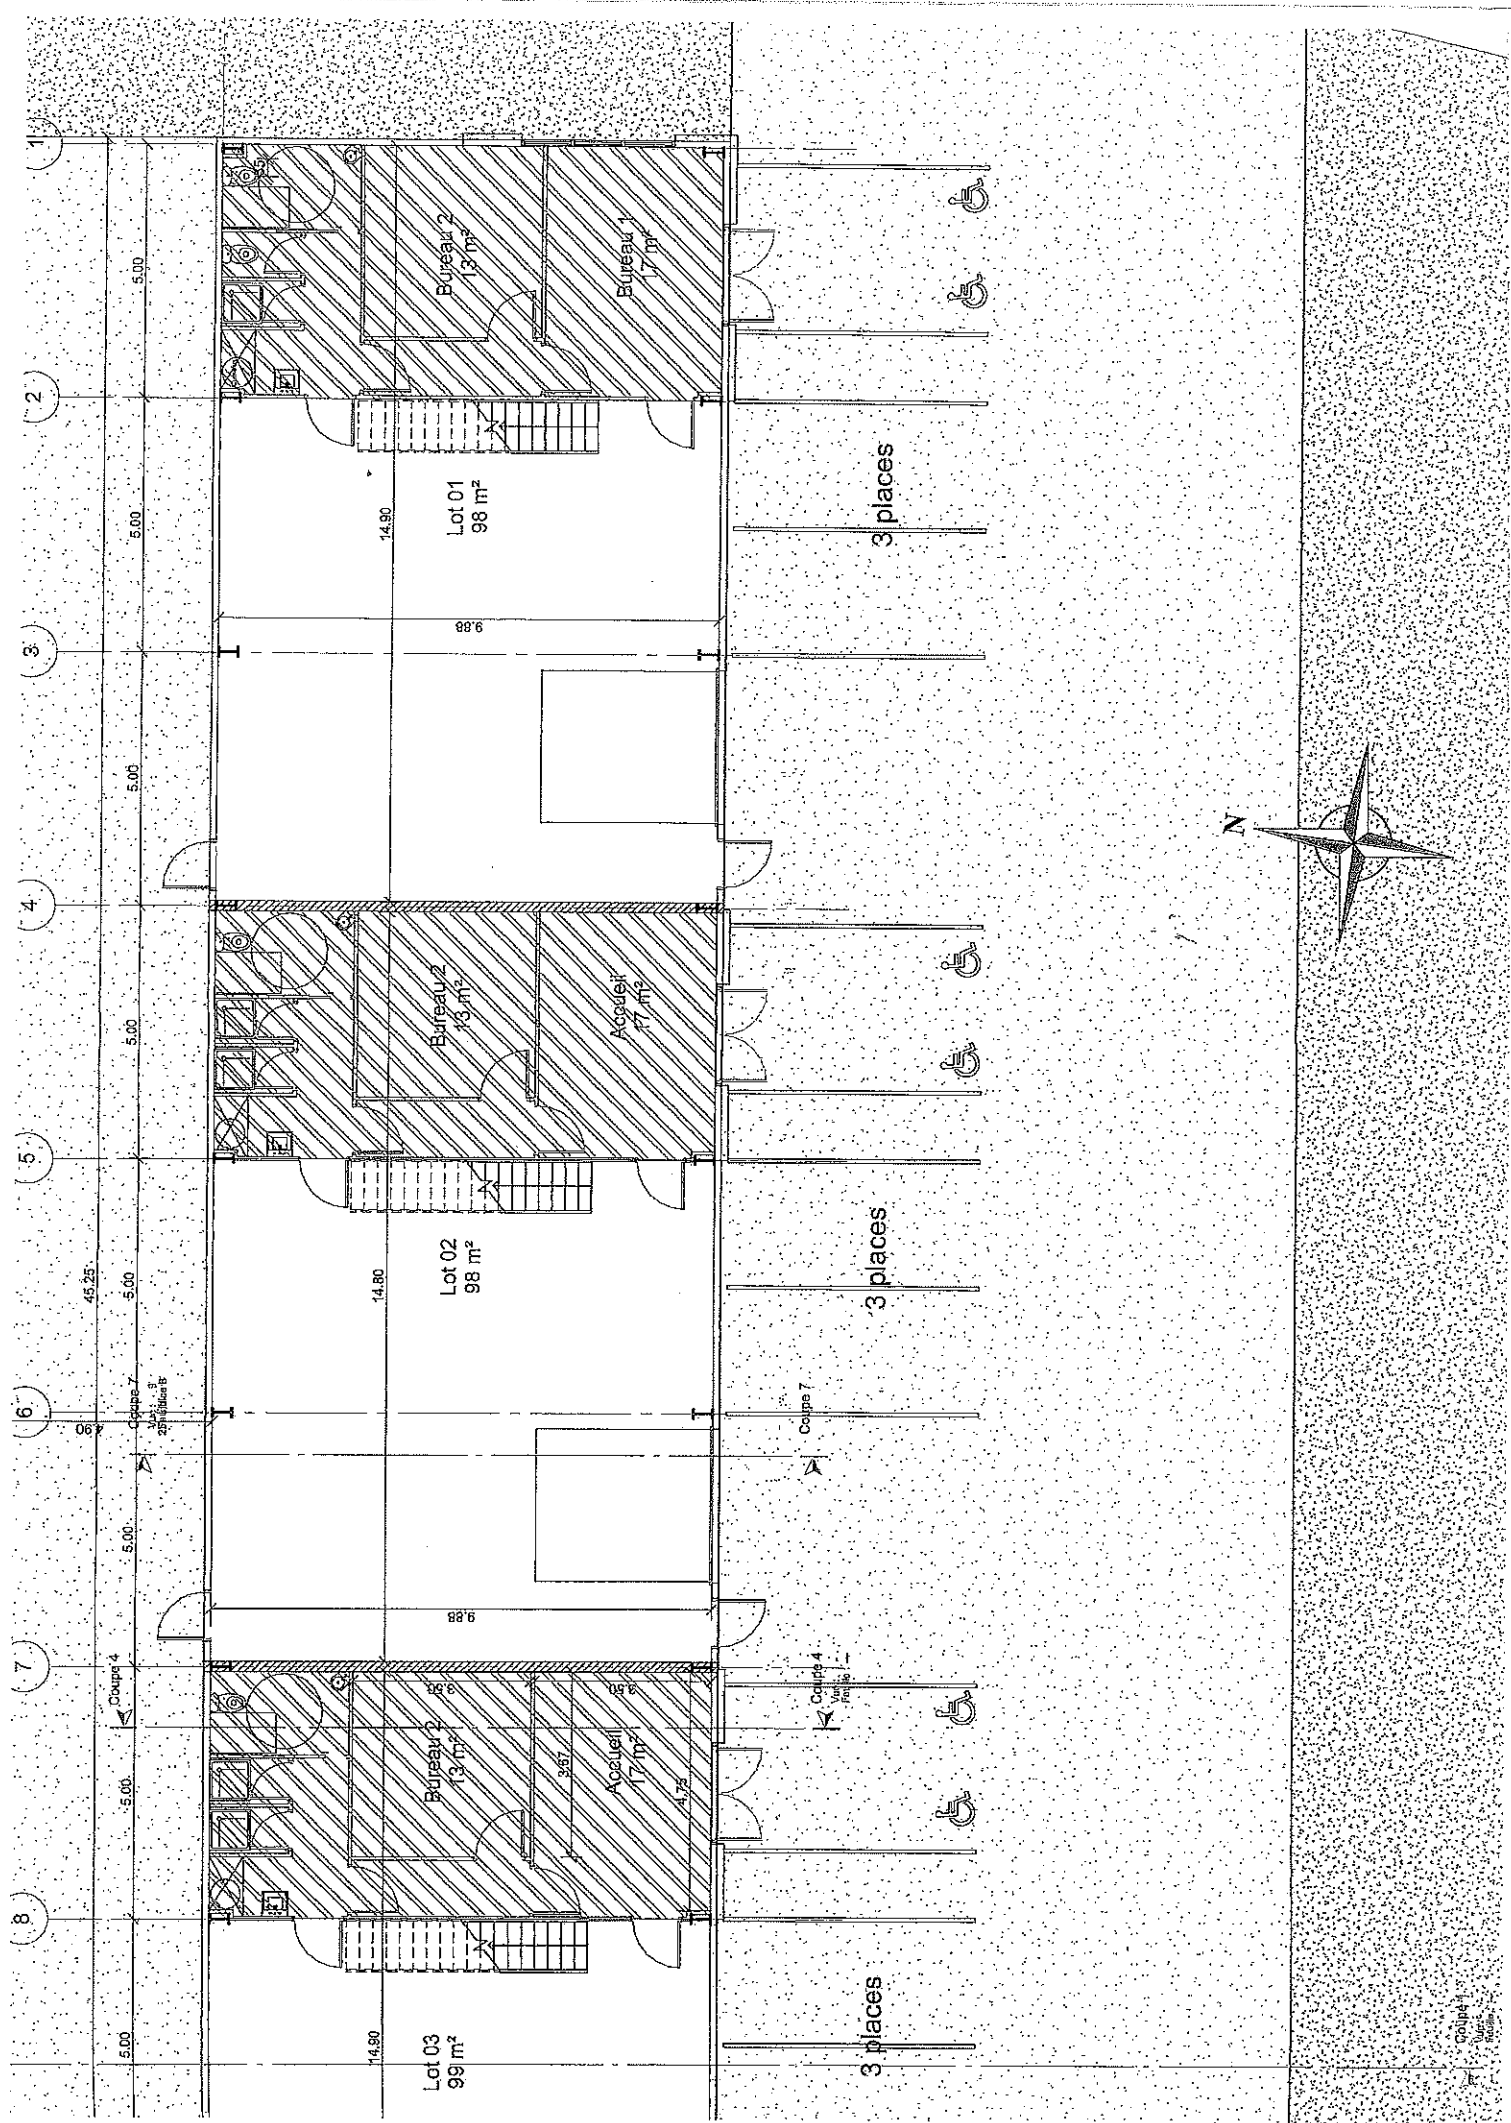 1
2
3
4
5
6
7
8
45.25
5.00
5.00
5.00
5.00
5.00
5.00
5.00
5.00
Bureau 2
13 m²
Bureau 1
17 m²
14.90
Lot 01
98 m²
9.88
3 places
Bureau 2
13 m²
Accueil
17 m²
14.80
Lot 02
98 m²
9.88
3 places
Coupe 7
Coupe 7
N
Coupe 4
Coupe 4
Bureau 2
13 m²
3.50
3.50
Accueil
17 m²
3.67
4.75
14.90
Lot 03
99 m²
3 places